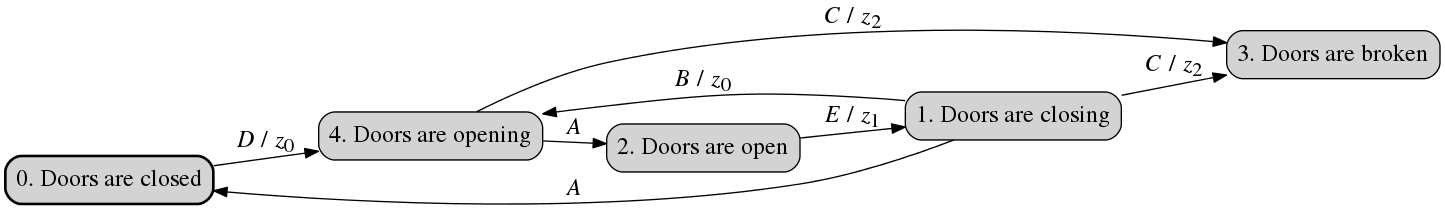 C / z2
3. Doors are broken
C / z2
B / z0
E / z1
1. Doors are closing
D / z0
4. Doors are opening
A
2. Doors are open
0. Doors are closed
A